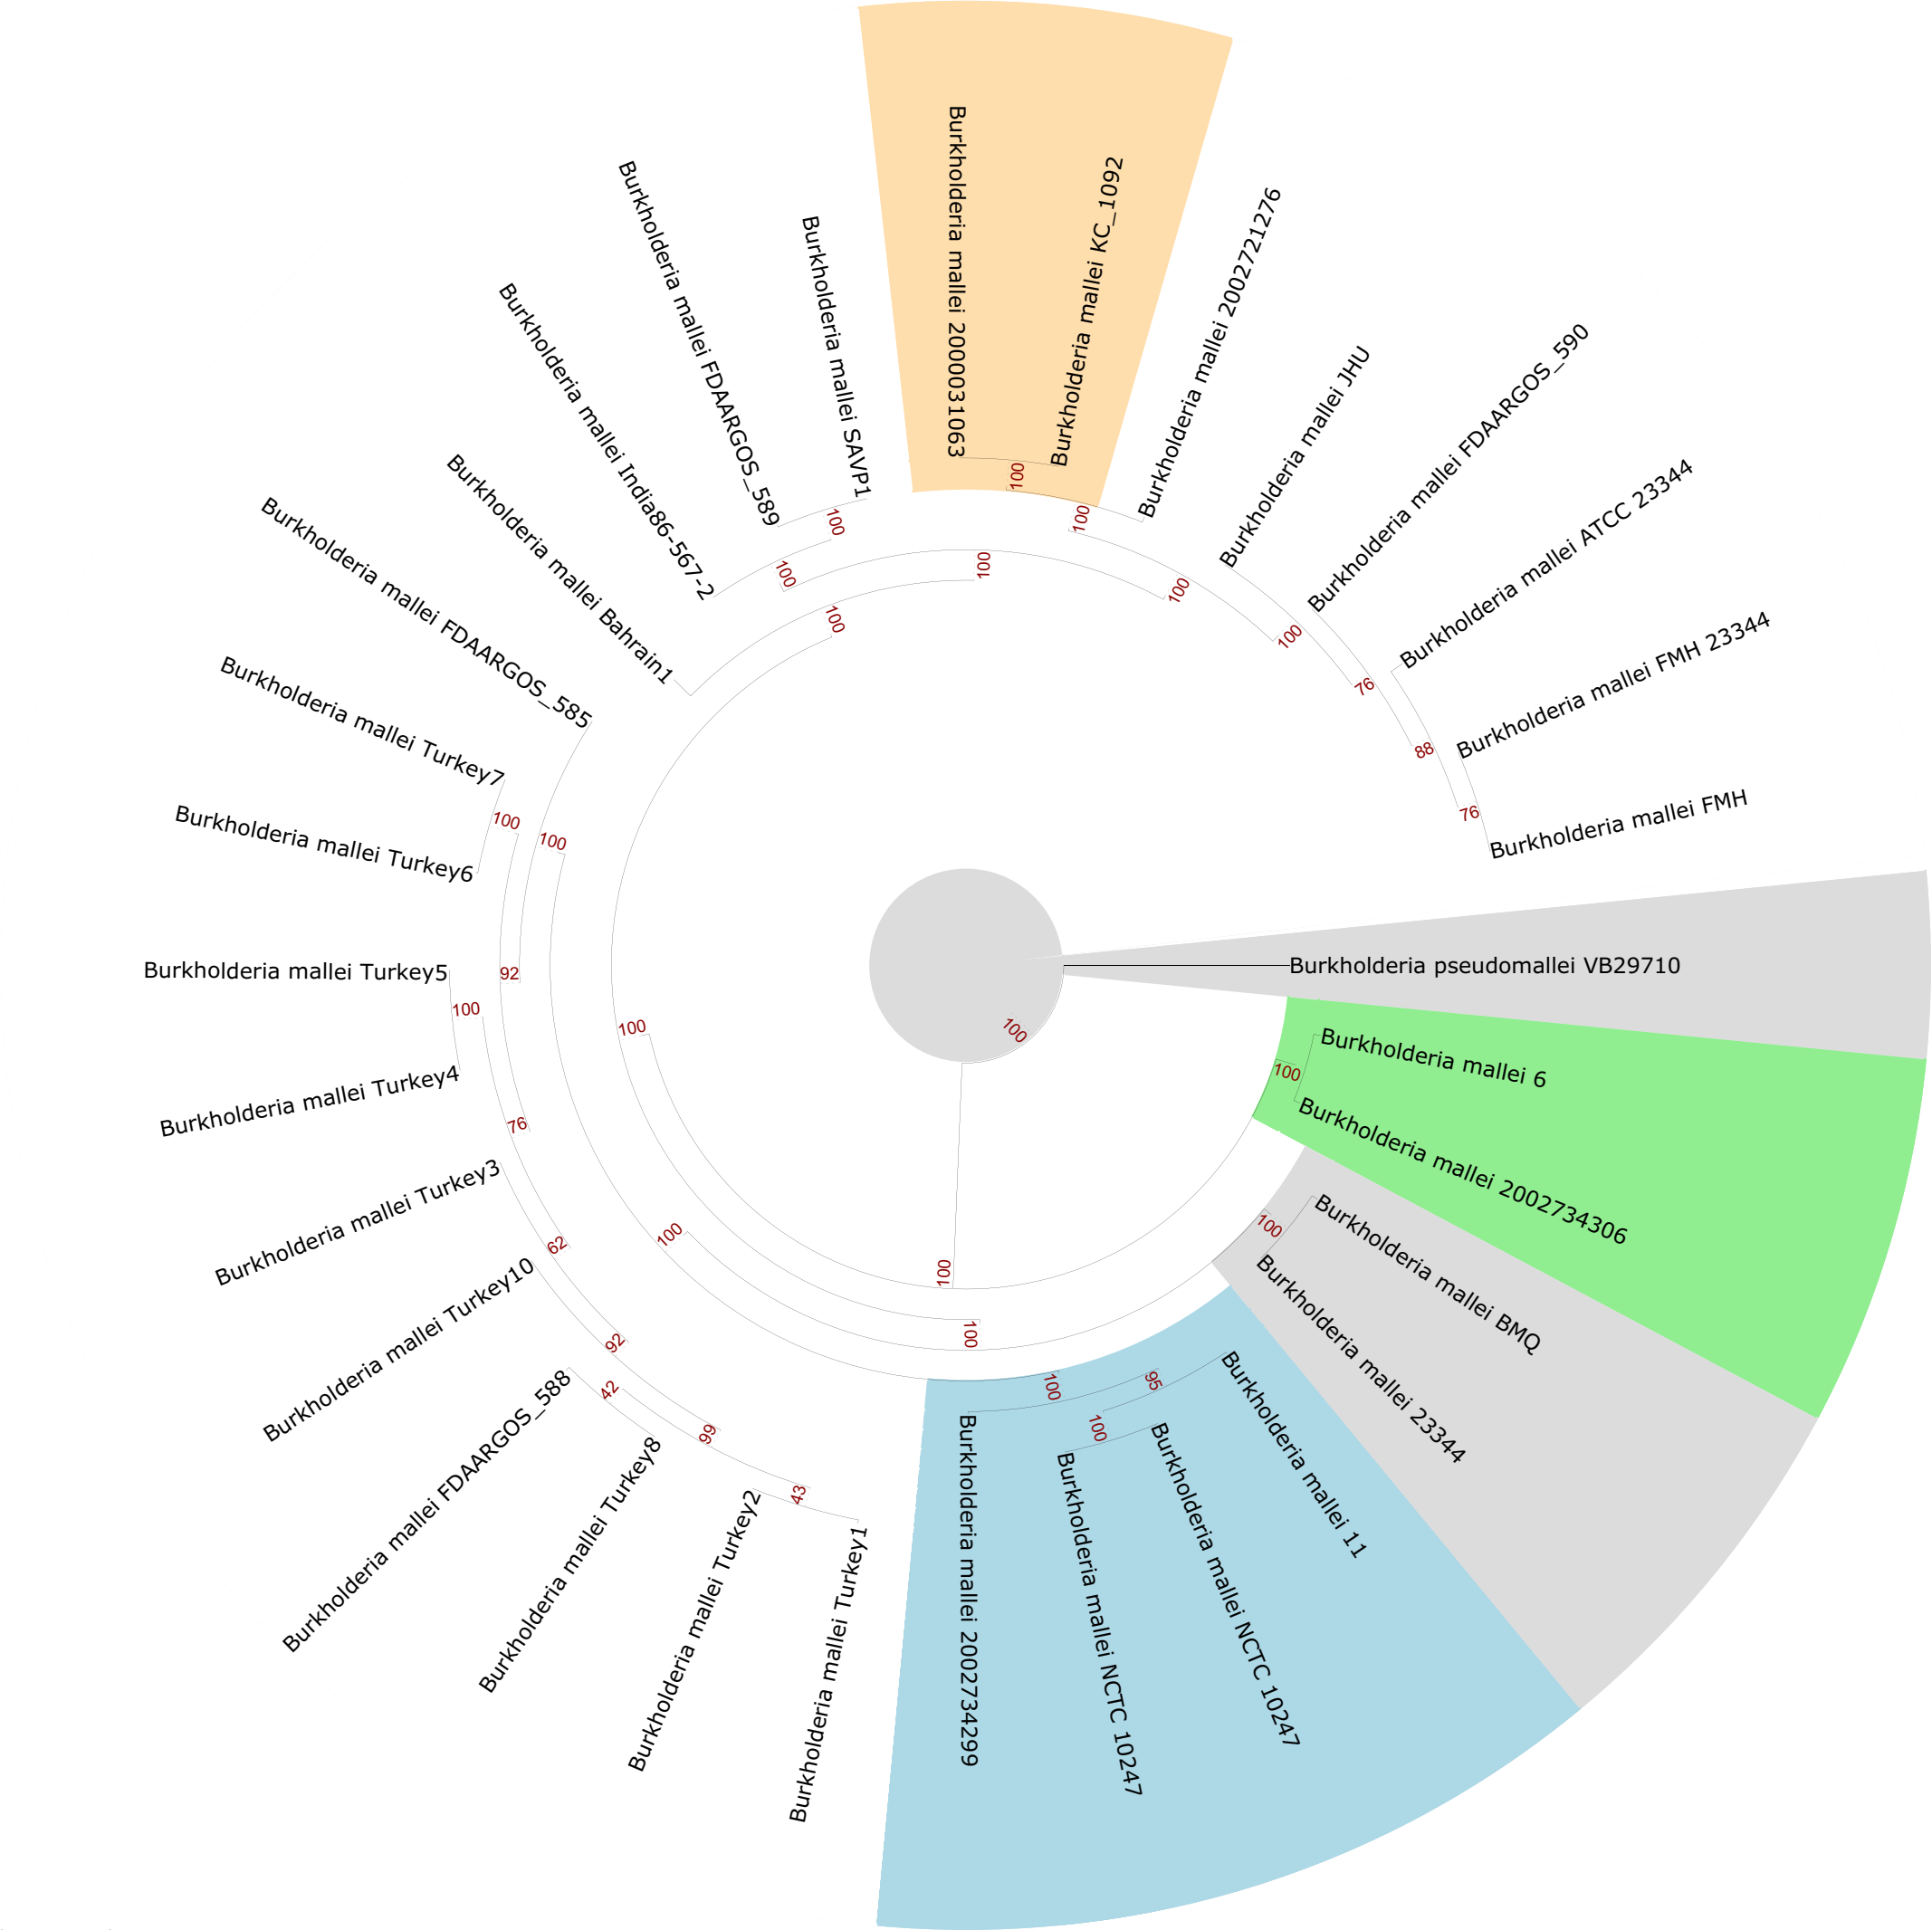 Burkholderia mallei 2000031063
Burkholderia mallei KC_1092
Burkholderia mallei 2002721276
Burkholderia mallei JHU
Burkholderia mallei FDAARGOS_590
Burkholderia mallei ATCC 23344
Burkholderia mallei FMH 23344
Burkholderia mallei FMH
Burkholderia pseudomallei VB29710
Burkholderia mallei 6
Burkholderia mallei 2002734306
Burkholderia mallei BMQ
Burkholderia mallei 23344
Burkholderia mallei 11
Burkholderia mallei NCTC 10247
Burkholderia mallei NCTC 10247
Burkholderia mallei 2002734299
Burkholderia mallei Turkey1
Burkholderia mallei Turkey2
Burkholderia mallei Turkey8
Burkholderia mallei FDAARGOS_588
Burkholderia mallei Turkey10
Burkholderia mallei Turkey3
Burkholderia mallei Turkey4
Burkholderia mallei Turkey5
Burkholderia mallei Turkey6
Burkholderia mallei Turkey7
Burkholderia mallei FDAARGOS_585
Burkholderia mallei Bahrain1
Burkholderia mallei India86-567-2
Burkholderia mallei FDAARGOS_589
Burkholderia mallei SAVP1
100
100
100
100
76
88
76
100
100
100
100
95
100
43
99
42
92
62
76
100
92
100
100
100
100
100
100
100
100
100
100